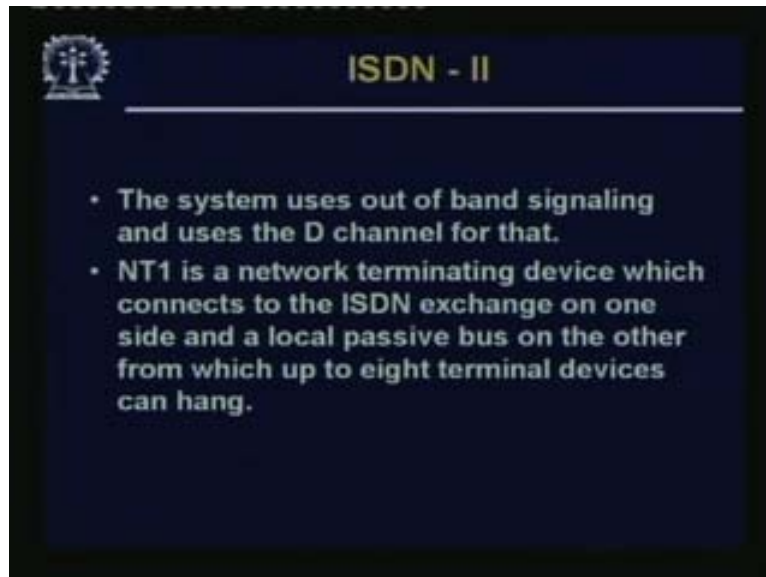 ISDN - II
• The system uses out of band signaling
and uses the D channel for that.
• NT1 is a network terminating device which
connects to the ISDN exchange on one
side and a local passive bus on the other
from which up to eight terminal devices
can hang.